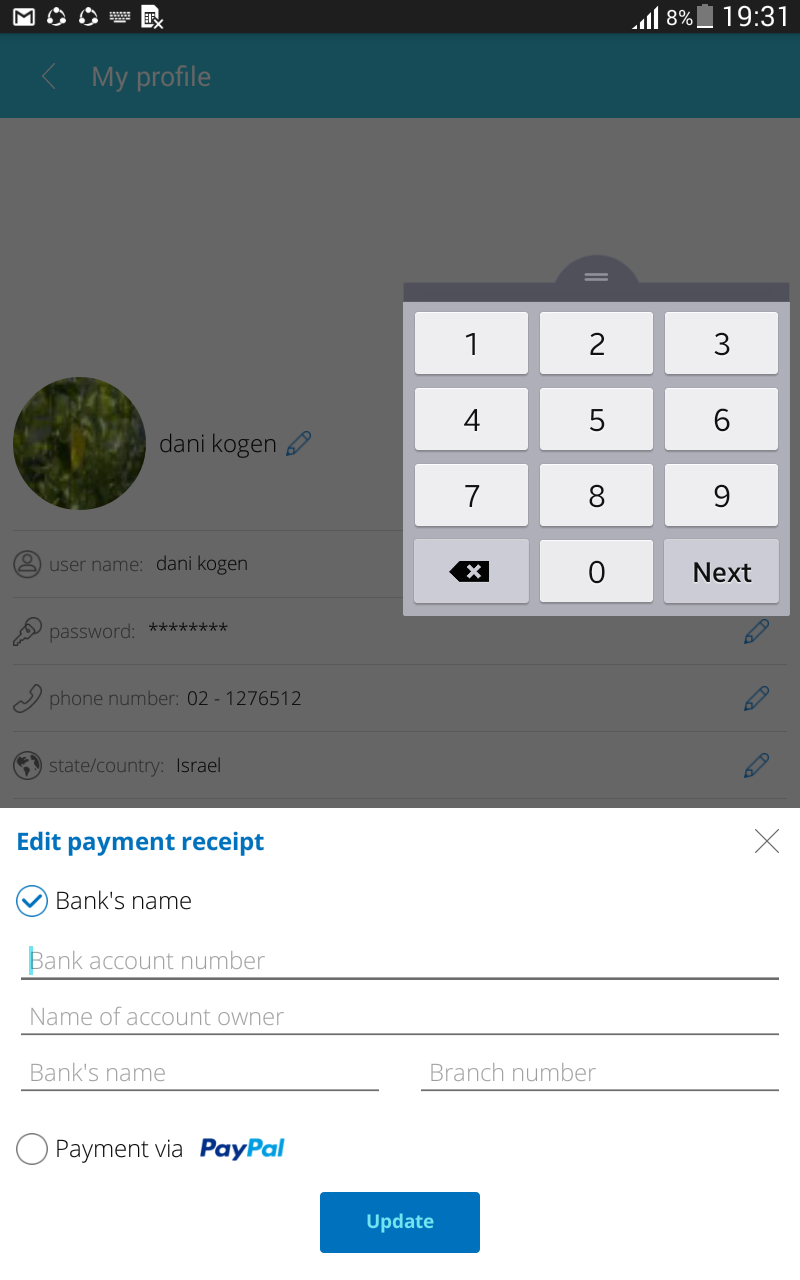 8% 19:31
My profile
1 2 3
4 5 6
7 8 9
0 Next
dani kogen
user name: dani kogen
password: ********
phone number: 02 - 1276512
state/country: Israel
Edit payment receipt
Bank's name
Bank account number
Name of account owner
Bank's name Branch number
Payment via PayPal
Update